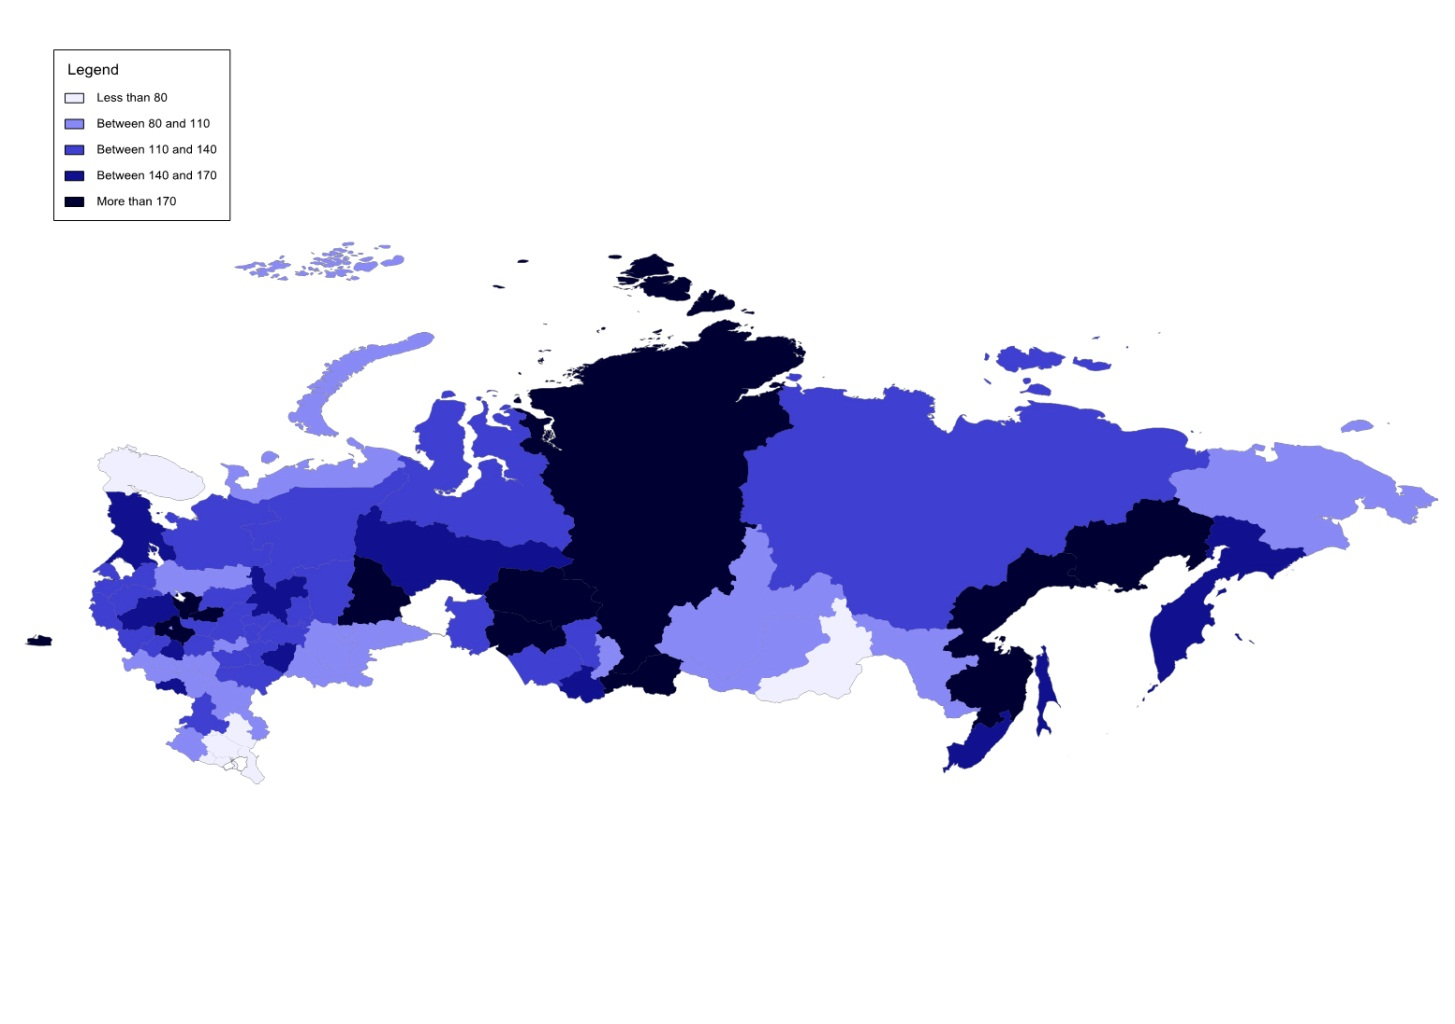 Legend
Less than 80
Between 80 and 110
Between 110 and 140
Between 140 and 170
More than 170